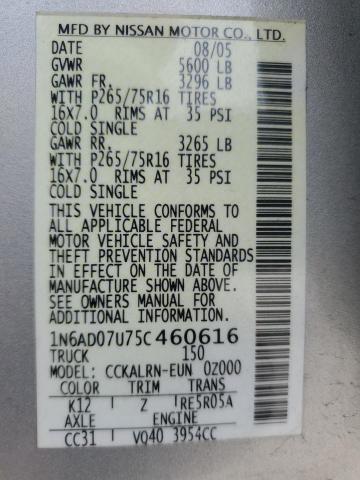 MFD BY NISSAN MOTOR CO., LTD.
DATE 08/05
GVWR 5600 LB
GAWR FR. 3296 LB
WITH P265/75R16 TIRES
16x7.0 RIMS AT 35 PSI
COLD SINGLE
GAWR RR. 3265 LB
WITH P265/75R16 TIRES
16x7.0 RIMS AT 35 PSI
COLD SINGLE
THIS VEHICLE CONFORMS TO
ALL APPLICABLE FEDERAL
MOTOR VEHICLE SAFETY AND
THEFT PREVENTION STANDARDS
IN EFFECT ON THE DATE OF
MANUFACTURE SHOWN ABOVE.
SEE OWNERS MANUAL FOR
ADDITIONAL INFORMATION.
1N6AD07U75C460616
TRUCK 150
MODEL: CCKALRN-EUN 0Z000
COLOR TRIM TRANS
K12 Z RE5R05A
AXLE ENGINE
CC31 VQ40 3954CC